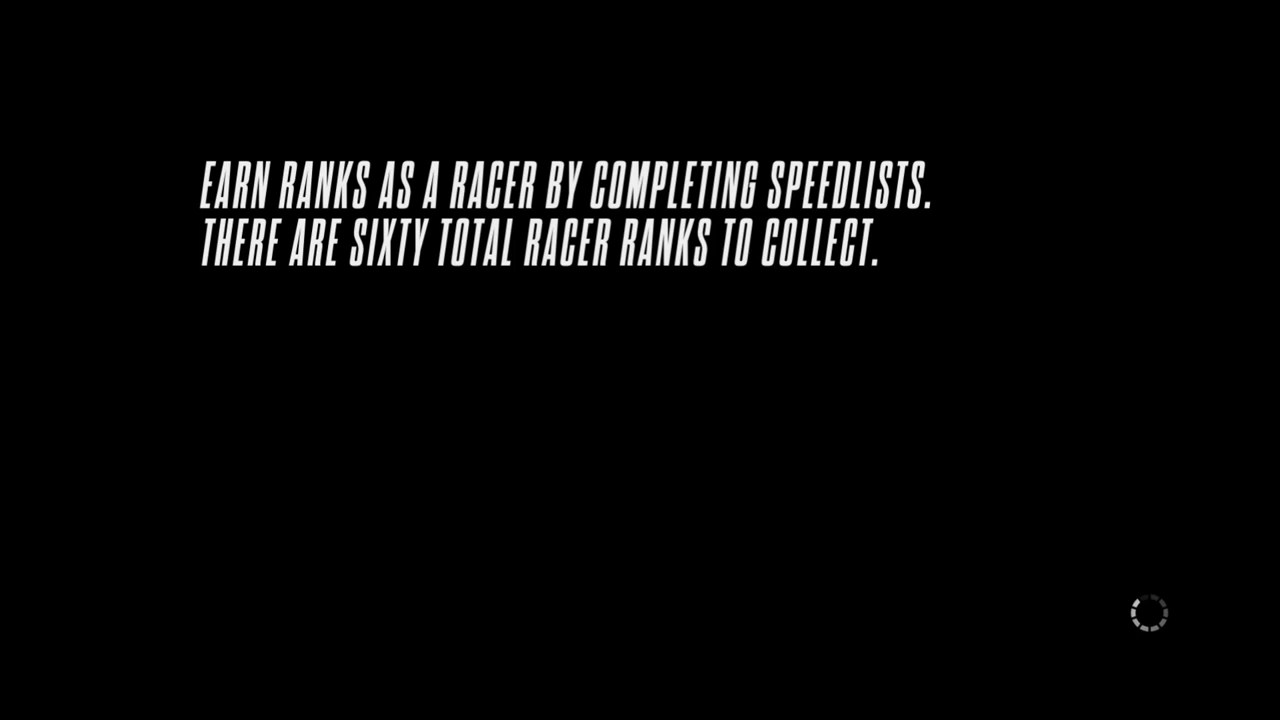 EARN RANKS AS A RACER BY COMPLETING SPEEDLISTS.
THERE ARE SIXTY TOTAL RACER RANKS TO COLLECT.